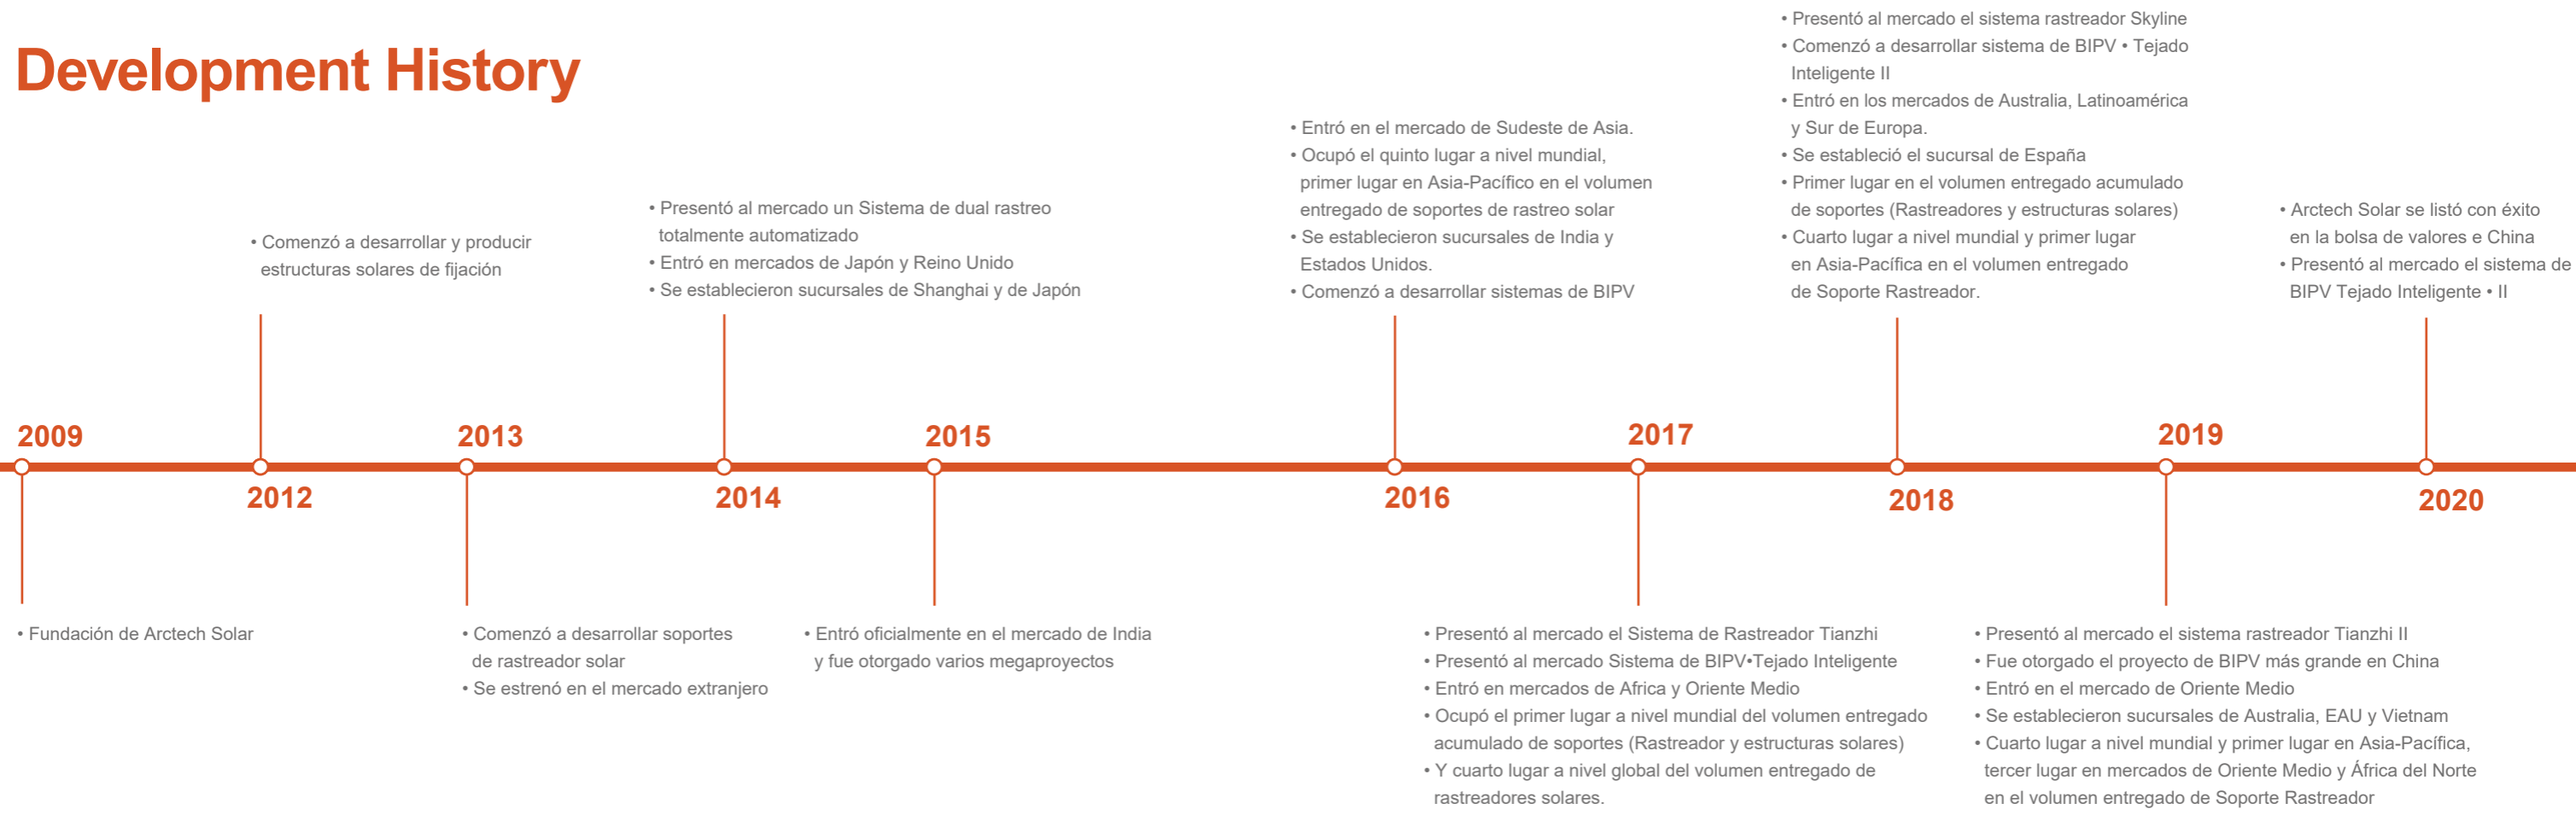 Development History
2009
• Fundación de Arctech Solar
• Comenzó a desarrollar y producir
estructuras solares de fijación
2012
2013
• Comenzó a desarrollar soportes
de rastreador solar
• Se estrenó en el mercado extranjero
• Presentó al mercado un Sistema de dual rastreo
totalmente automatizado
• Entró en mercados de Japón y Reino Unido
• Se establecieron sucursales de Shanghai y de Japón
2014
2015
• Entró oficialmente en el mercado de India
y fue otorgado varios megaproyectos
• Entró en el mercado de Sudeste de Asia.
• Ocupó el quinto lugar a nivel mundial,
primer lugar en Asia-Pacífico en el volumen
entregado de soportes de rastreo solar
• Se establecieron sucursales de India y
Estados Unidos.
• Comenzó a desarrollar sistemas de BIPV
2016
2017
• Presentó al mercado el Sistema de Rastreador Tianzhi
• Presentó al mercado Sistema de BIPV•Tejado Inteligente
• Entró en mercados de Africa y Oriente Medio
• Ocupó el primer lugar a nivel mundial del volumen entregado
acumulado de soportes (Rastreador y estructuras solares)
• Y cuarto lugar a nivel global del volumen entregado de
rastreadores solares.
• Presentó al mercado el sistema rastreador Skyline
• Comenzó a desarrollar sistema de BIPV • Tejado
Inteligente II
• Entró en los mercados de Australia, Latinoamérica
y Sur de Europa.
• Se estableció el sucursal de España
• Primer lugar en el volumen entregado acumulado
de soportes (Rastreadores y estructuras solares)
• Cuarto lugar a nivel mundial y primer lugar
en Asia-Pacífica en el volumen entregado
de Soporte Rastreador.
2018
2019
• Presentó al mercado el sistema rastreador Tianzhi II
• Fue otorgado el proyecto de BIPV más grande en China
• Entró en el mercado de Oriente Medio
• Se establecieron sucursales de Australia, EAU y Vietnam
• Cuarto lugar a nivel mundial y primer lugar en Asia-Pacífica,
tercer lugar en mercados de Oriente Medio y África del Norte
en el volumen entregado de Soporte Rastreador
• Arctech Solar se listó con éxito
en la bolsa de valores e China
• Presentó al mercado el sistema de
BIPV Tejado Inteligente • II
2020